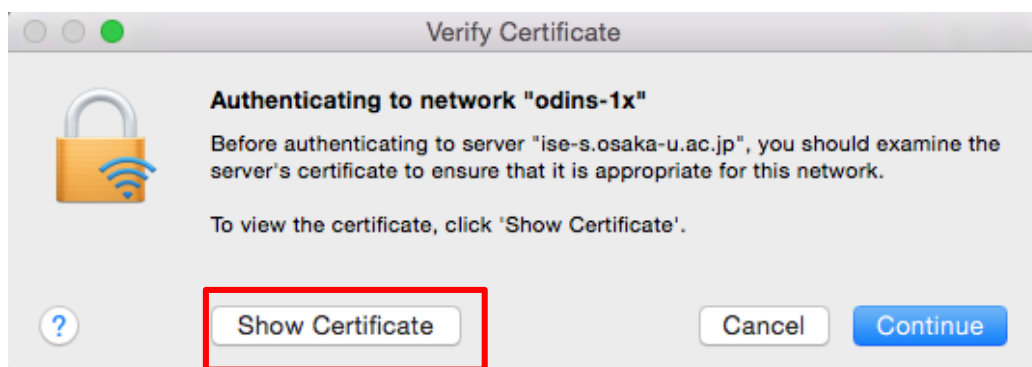 Verify Certificate
Authenticating to network "odins-1x"
Before authenticating to server "ise-s.osaka-u.ac.jp", you should examine the
server's certificate to ensure that it is appropriate for this network.
To view the certificate, click 'Show Certificate'.
? Show Certificate Cancel Continue